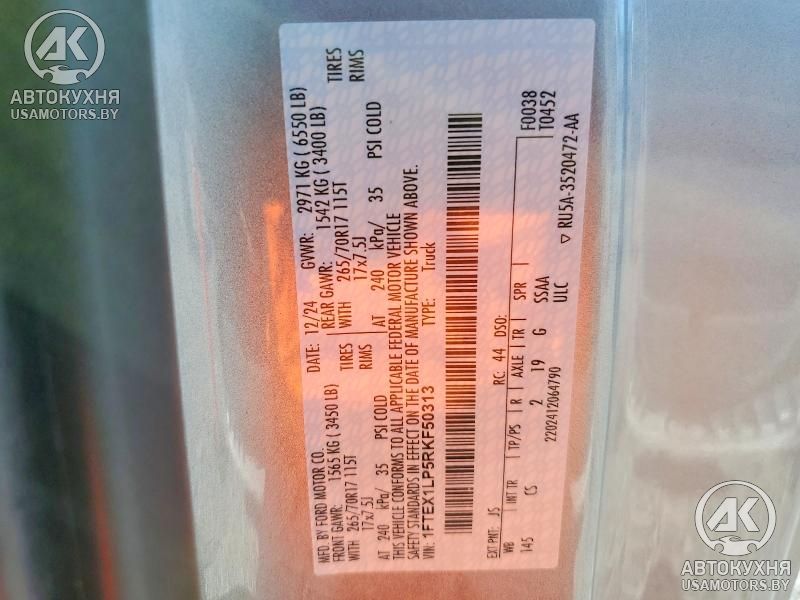 MFD. BY FORD MOTOR CO.
DATE: 12/24
GVWR: 2971 KG ( 6550 LB)
FRONT GAWR: 1565 KG ( 3450 LB)
REAR GAWR: 1542 KG ( 3400 LB)
WITH 265/70R17 115T TIRES
WITH 265/70R17 115T TIRES
17x7.5J RIMS
17x7.5J RIMS
AT 240 kPa/ 35 PSI COLD
AT 240 kPa/ 35 PSI COLD
THIS VEHICLE CONFORMS TO ALL APPLICABLE FEDERAL MOTOR VEHICLE
SAFETY STANDARDS IN EFFECT ON THE DATE OF MANUFACTURE SHOWN ABOVE.
VIN: 1FTEX1LP5RKF50313
TYPE: Truck
F0038
T0452
EXT PNT: JS RC: 44 DSO:
WB INT TR TP/PS R AXLE TR SPR
145 CS 2 19 G SSAA
ULC
2202412064790
▽ RU5A-3520472-AA
AK
АВТОКУХНЯ
USAMOTORS.BY
AK
АВТОКУХНЯ
USAMOTORS.BY